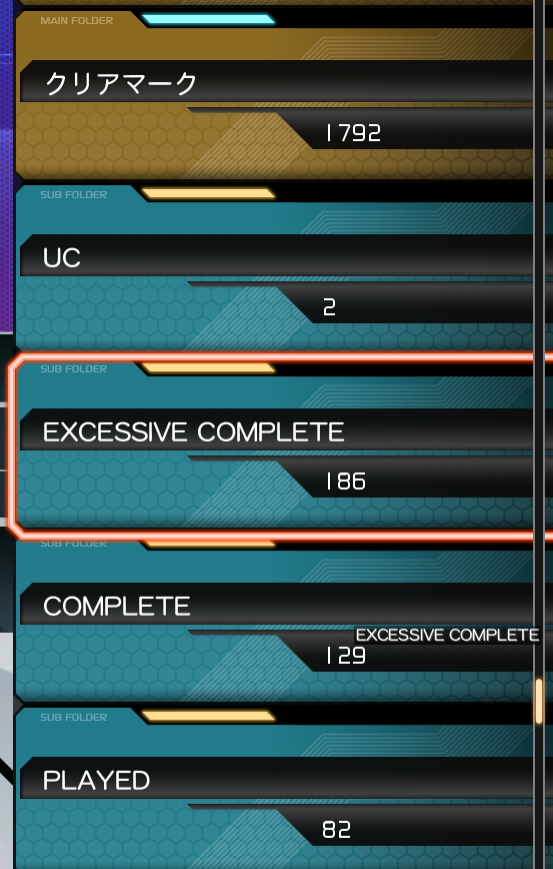 MAIN FOLDER
クリアマーク
1792
SUB FOLDER
UC
2
SUB FOLDER
EXCESSIVE COMPLETE
186
SUB FOLDER
COMPLETE
EXCESSIVE COMPLETE
129
SUB FOLDER
PLAYED
82